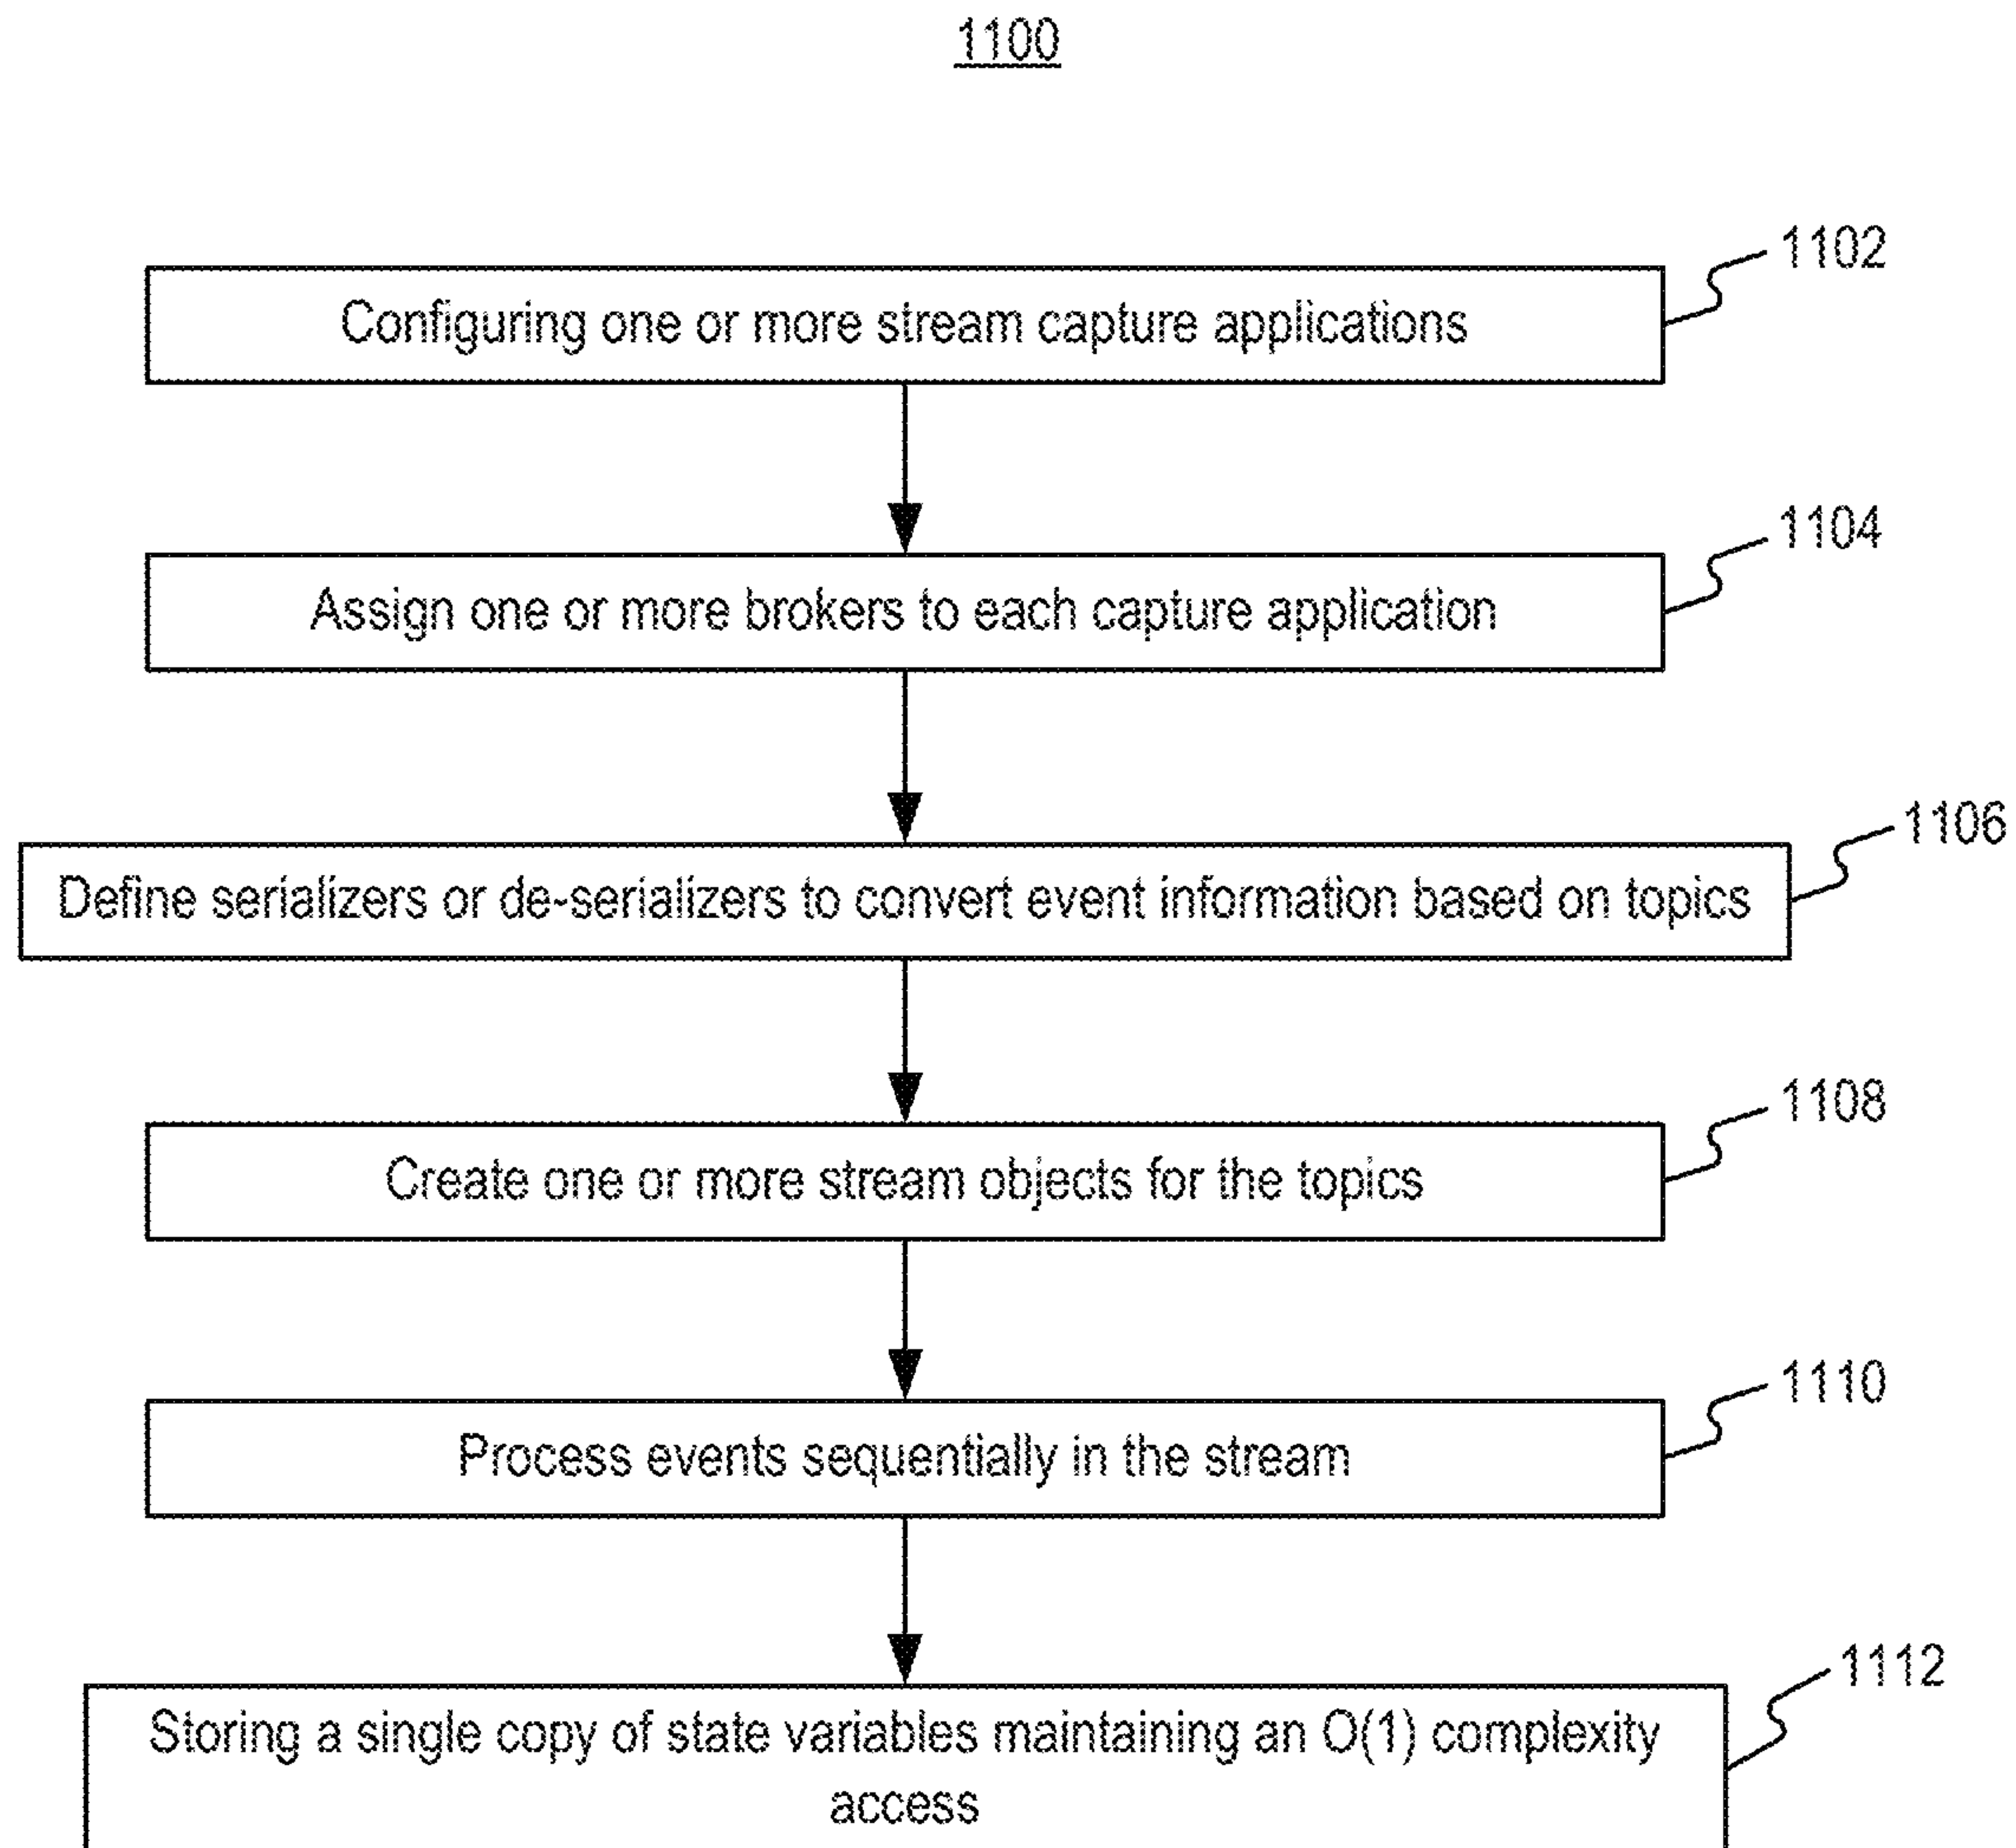 1100
1102
Configuring one or more stream capture applications
1104
Assign one or more brokers to each capture application
1106
Define serializers or de-serializers to convert event information based on topics
1108
Create one or more stream objects for the topics
1110
Process events sequentially in the stream
1112
Storing a single copy of state variables maintaining an O(1) complexity
access